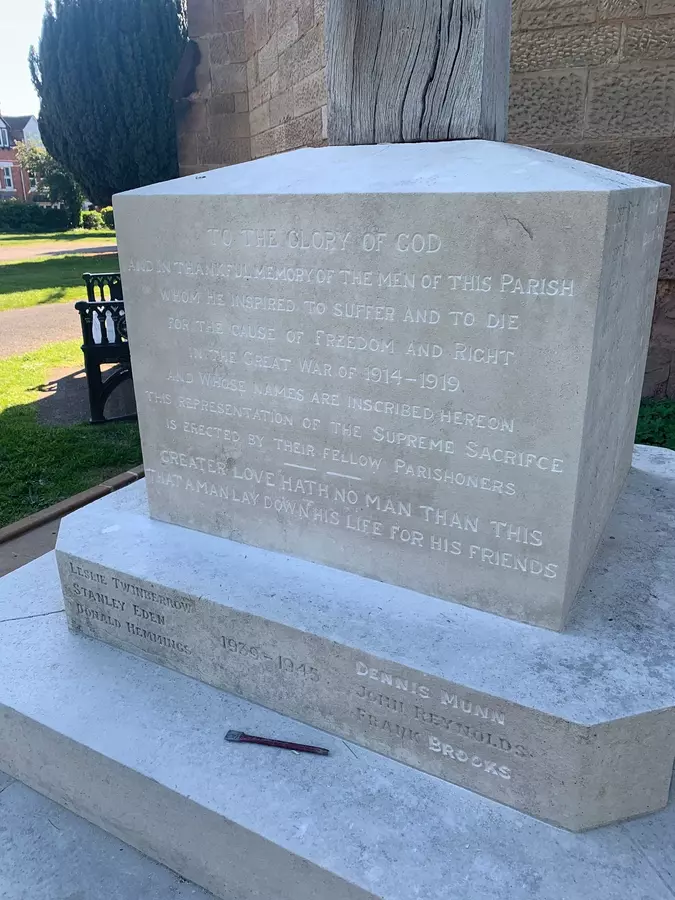 TO THE GLORY OF GOD
AND IN THANKFUL MEMORY OF THE MEN OF THIS PARISH
WHOM HE INSPIRED TO SUFFER AND TO DIE
FOR THE CAUSE OF FREEDOM AND RIGHT
IN THE GREAT WAR OF 1914-1919
AND WHOSE NAMES ARE INSCRIBED HEREON
THIS REPRESENTATION OF THE SUPREME SACRIFCE
IS ERECTED BY THEIR FELLOW PARISHONERS
GREATER LOVE HATH NO MAN THAN THIS
THAT A MAN LAY DOWN HIS LIFE FOR HIS FRIENDS
LESLIE TWINBERROW
STANLEY EDEN
DONALD HEMMINGS
1939-1945
DENNIS MUNN
JOHN REYNOLDS
FRANK BROOKS